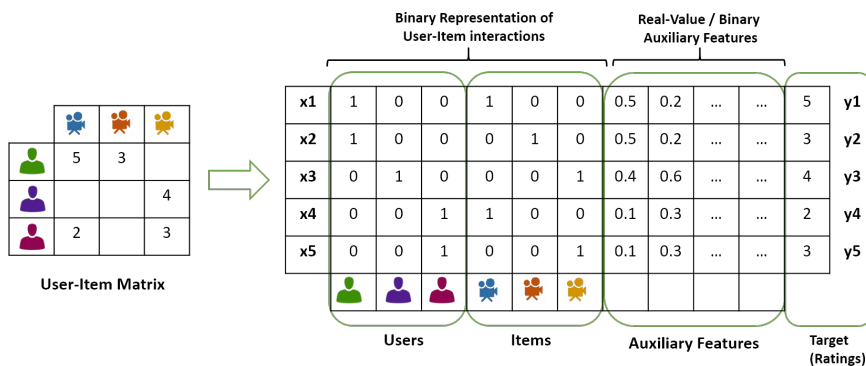 Binary Representation of
User-Item interactions
Real-Value / Binary
Auxiliary Features
5 3
4
2 3
User-Item Matrix
x1 1 0 0 1 0 0 0.5 0.2 ... ... 5 y1
x2 1 0 0 0 1 0 0.5 0.2 ... ... 3 y2
x3 0 1 0 0 0 1 0.4 0.6 ... ... 4 y3
x4 0 0 1 1 0 0 0.1 0.3 ... ... 2 y4
x5 0 0 1 0 0 1 0.1 0.3 ... ... 3 y5
Users
Items
Auxiliary Features
Target
(Ratings)